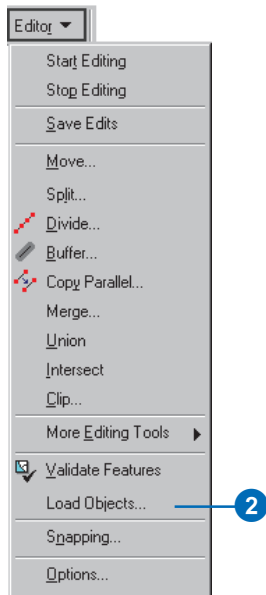 Editor
Start Editing
Stop Editing
Save Edits
Move...
Split...
Divide...
Buffer...
Copy Parallel...
Merge...
Union
Intersect
Clip...
More Editing Tools
Validate Features
Load Objects...
2
Snapping...
Options...